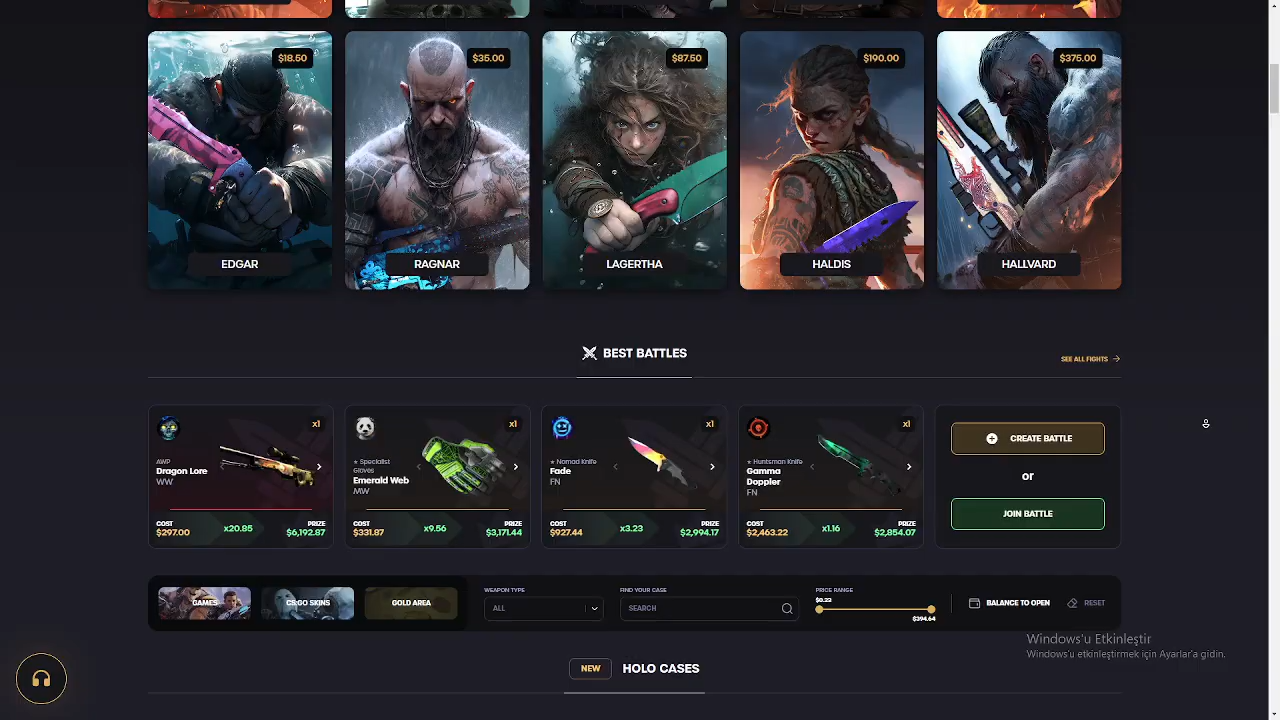 $18.50
$35.00
$87.50
$190.00
$375.00
EDGAR
RAGNAR
LAGERTHA
HALDIS
HALLVARD
BEST BATTLES
SEE ALL FIGHTS
x1
AWP
Dragon Lore
WW
COST
$297.00
x20.85
PRIZE
$6,192.87
x1
★ Specialist
Gloves
Emerald Web
MW
COST
$331.87
x9.56
PRIZE
$3,171.44
x1
★ Nomad Knife
Fade
FN
COST
$927.44
x3.23
PRIZE
$2,994.17
x1
★ Huntsman Knife
Gamma
Doppler
FN
COST
$2,463.22
x1.16
PRIZE
$2,854.07
CREATE BATTLE
or
JOIN BATTLE
GAMES
CS:GO SKINS
GOLD AREA
WEAPON TYPE
ALL
FIND YOUR CASE
SEARCH
PRICE RANGE
$0.22
$394.64
BALANCE TO OPEN
RESET
Windows'u Etkinleştir
Windows'u etkinleştirmek için Ayarlar'a gidin.
NEW
HOLO CASES